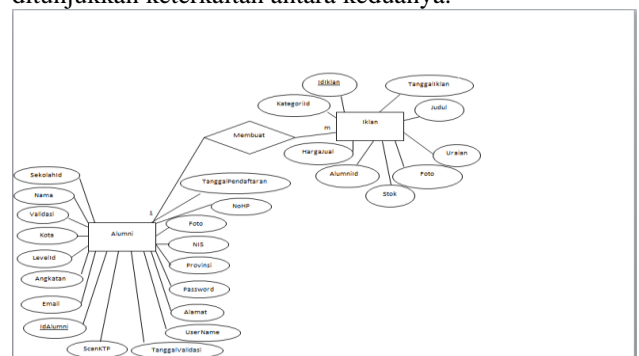 ditunjukkan keterkaitan antara keduanya.
IdIklan
TanggalIklan
KategoriId
Judul
Iklan
m
Membuat
HargaJual
Uraian
AlumniId
Foto
Stok
SekolahId
TanggalPendaftaran
Nama
NoHP
Validasi
1
Foto
Kota
Alumni
NIS
LevelId
Provinsi
Angkatan
Password
Email
Alamat
IdAlumni
UserName
ScanKTP
TanggalValidasi